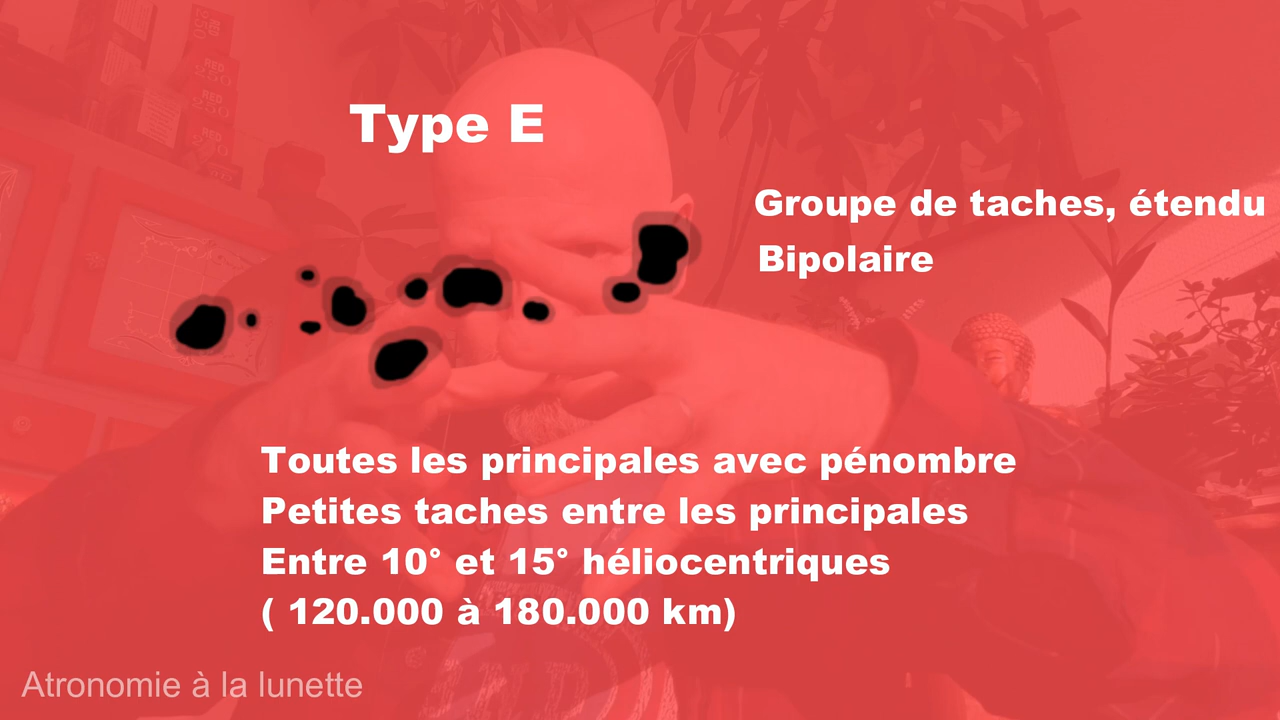 Type E
Groupe de taches, étendu
Bipolaire
Toutes les principales avec pénombre
Petites taches entre les principales
Entre 10° et 15° héliocentriques
( 120.000 à 180.000 km)
Atronomie à la lunette